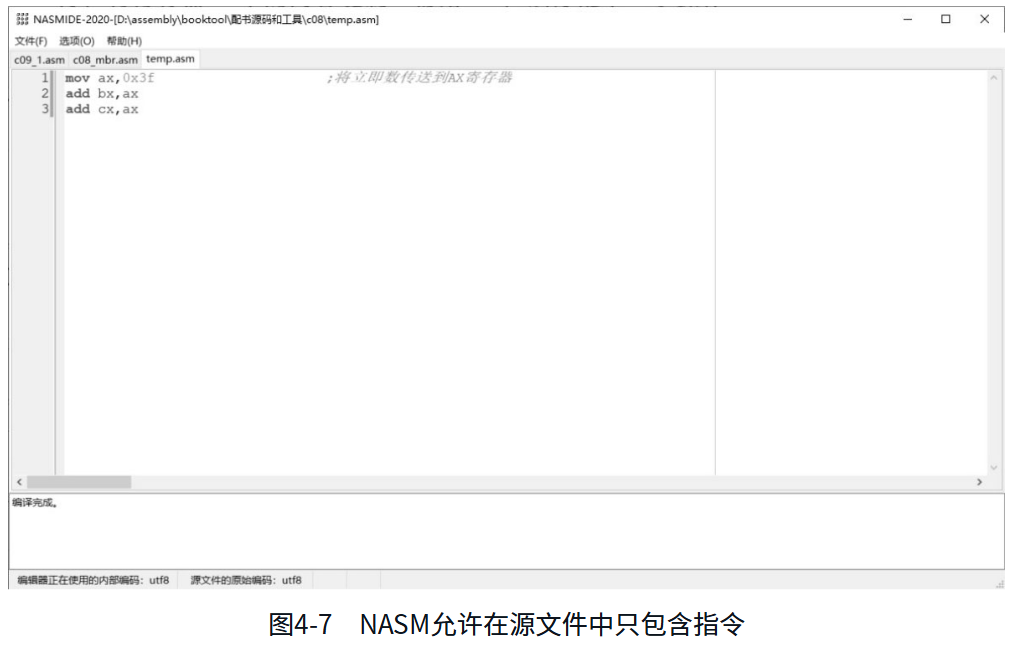 NASMIDE-2020-[D:\assembly\booktool\配书源码和工具\c08\temp.asm]
文件(F) 选项(O) 帮助(H)
c09_1.asm c08_mbr.asm temp.asm
1 mov ax,0x3f ;将立即数传送到AX寄存器
2 add bx,ax
3 add cx,ax
编译完成。
编辑器正在使用的内部编码：utf8 源文件的原始编码：utf8
图4-7 NASM允许在源文件中只包含指令